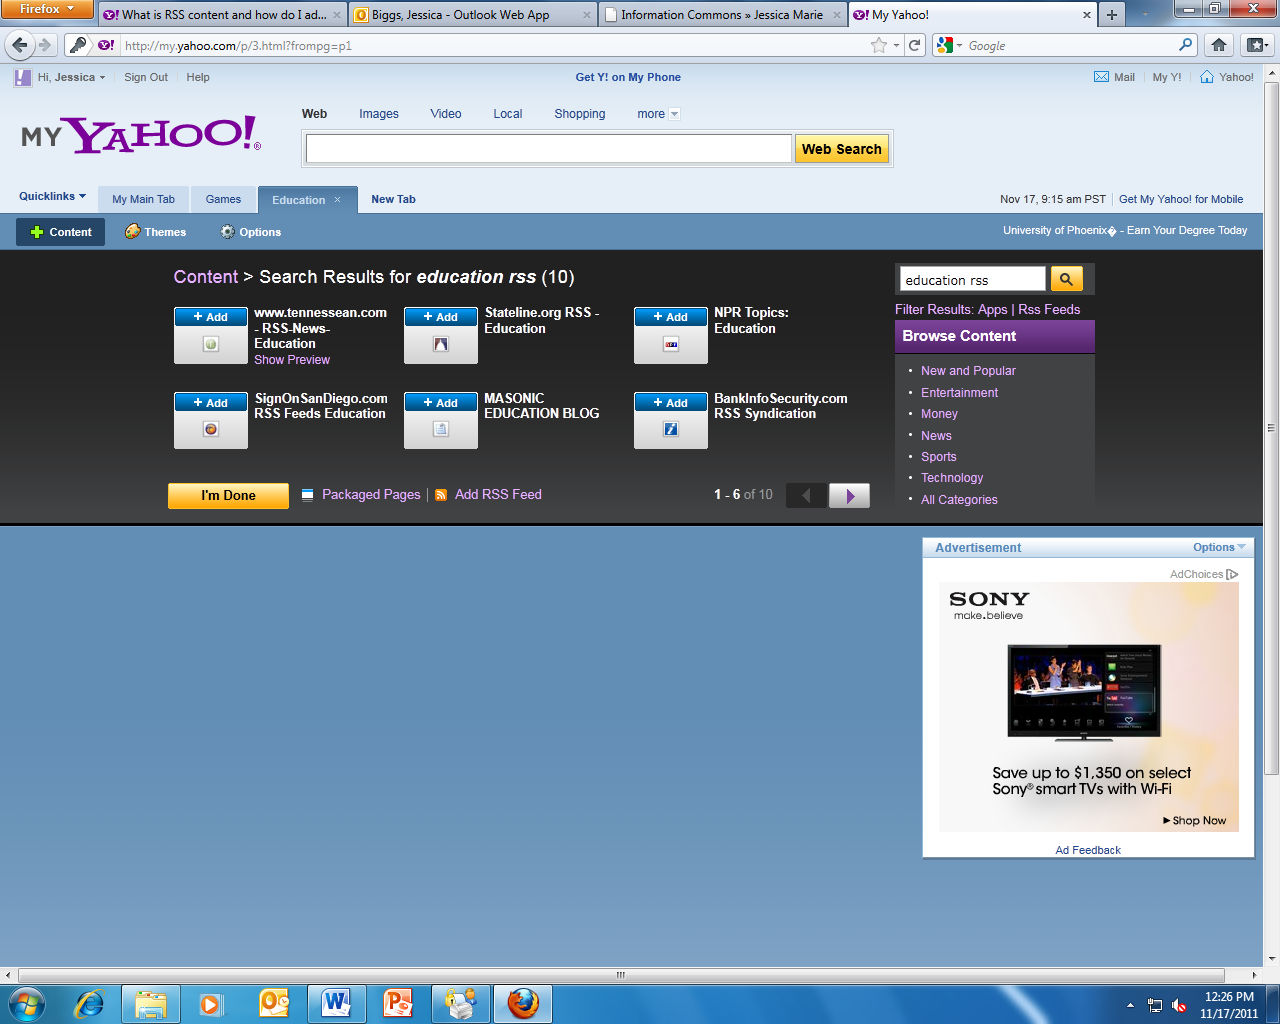 Firefox
What is RSS content and how do I ad...
Biggs, Jessica - Outlook Web App
Information Commons » Jessica Marie
My Yahoo!
http://my.yahoo.com/p/3.html?frompg=p1
Google
Hi, Jessica
Sign Out
Help
Get Y! on My Phone
Mail
My Y!
Yahoo!
MY YAHOO!®
Web
Images
Video
Local
Shopping
more
Web Search
Quicklinks
My Main Tab
Games
Education
New Tab
Nov 17, 9:15 am PST
Get My Yahoo! for Mobile
Content
Themes
Options
University of Phoenix� - Earn Your Degree Today
Content > Search Results for education rss (10)
education rss
Filter Results: Apps | Rss Feeds
+ Add
www.tennessean.com
- RSS-News-
Education
Show Preview
+ Add
Stateline.org RSS -
Education
+ Add
NPR Topics:
Education
+ Add
SignOnSanDiego.com
RSS Feeds Education
+ Add
MASONIC
EDUCATION BLOG
+ Add
BankInfoSecurity.com
RSS Syndication
Browse Content
• New and Popular
• Entertainment
• Money
• News
• Sports
• Technology
• All Categories
I'm Done
Packaged Pages
Add RSS Feed
1 - 6 of 10
Advertisement
Options
AdChoices
SONY
make.believe
Save up to $1,350 on select
Sony® smart TVs with Wi-Fi
Shop Now
Ad Feedback
12:26 PM
11/17/2011